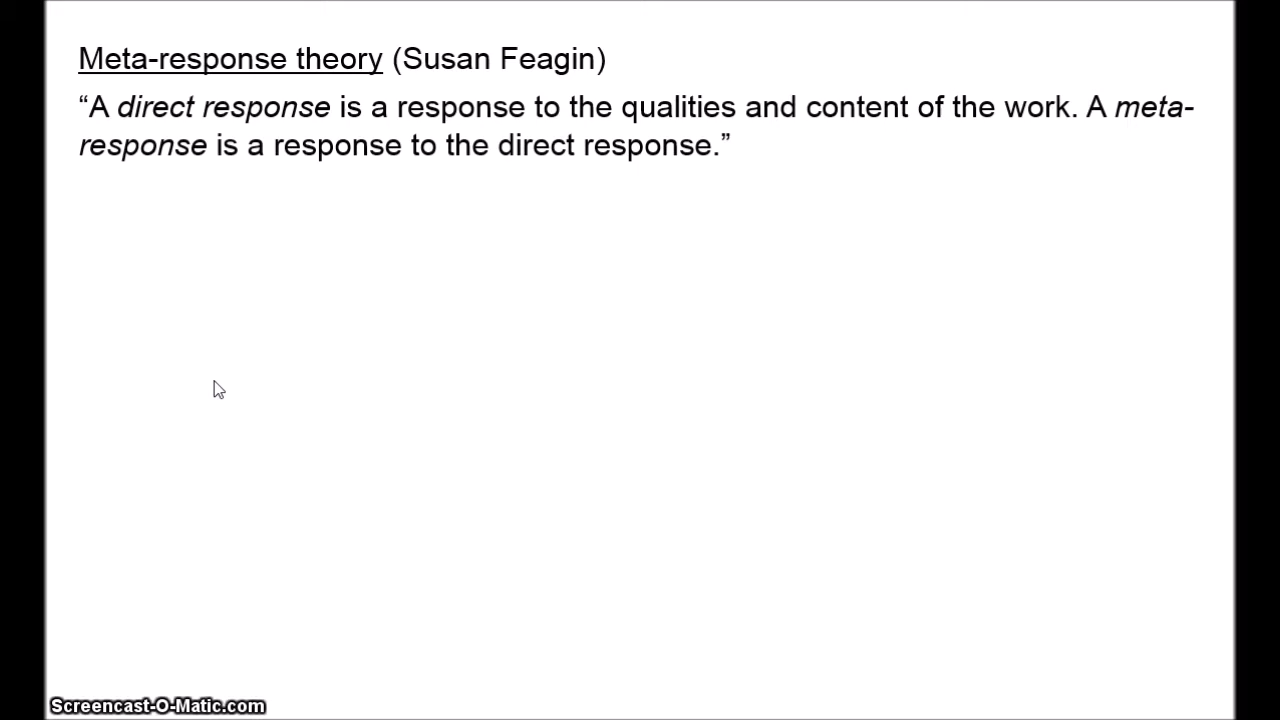 Meta-response theory (Susan Feagin)
“A direct response is a response to the qualities and content of the work. A meta-
response is a response to the direct response.”
Screencast-O-Matic.com